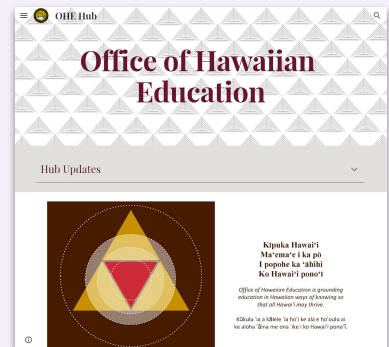 OHE Hub
Office of Hawaiian
Education
Hub Updates
Kīpuka Hawaiʻi
Maʻemaʻe i ka pō
I popohe ka ʻāhihi
Ko Hawaiʻi ponoʻī
Office of Hawaiian Education is grounding
education in Hawaiian ways of knowing so
that all Hawaiʻi may thrive.
Kūkulu ʻia a kālele ʻia hoʻi ke ala e hoʻoulu ai
ke aloha ʻāina me ona ʻike i ko Hawaiʻi ponoʻī.